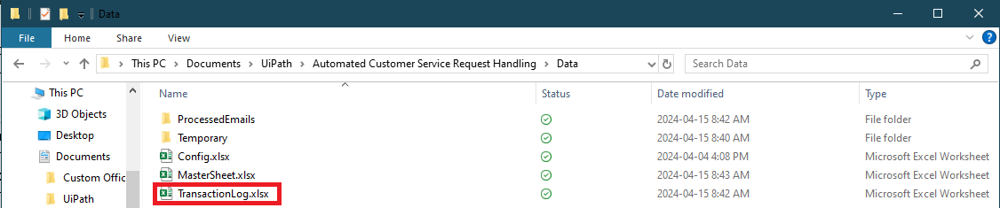 Data
File Home Share View
This PC Documents UiPath Automated Customer Service Request Handling Data Search Data
This PC Name Status Date modified Type
3D Objects ProcessedEmails 2024-04-15 8:42 AM File folder
Desktop Temporary 2024-04-15 8:40 AM File folder
Documents Config.xlsx 2024-04-04 4:08 PM Microsoft Excel Worksheet
Custom Offic MasterSheet.xlsx 2024-04-15 8:43 AM Microsoft Excel Worksheet
UiPath TransactionLog.xlsx 2024-04-15 8:42 AM Microsoft Excel Worksheet